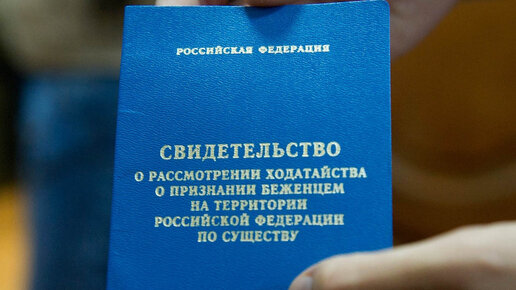 РОССИЙСКАЯ ФЕДЕРАЦИЯ
СВИДЕТЕЛЬСТВО
О РАССМОТРЕНИИ ХОДАТАЙСТВА
О ПРИЗНАНИИ БЕЖЕНЦЕМ
НА ТЕРРИТОРИИ
РОССИЙСКОЙ ФЕДЕРАЦИИ
ПО СУЩЕСТВУ